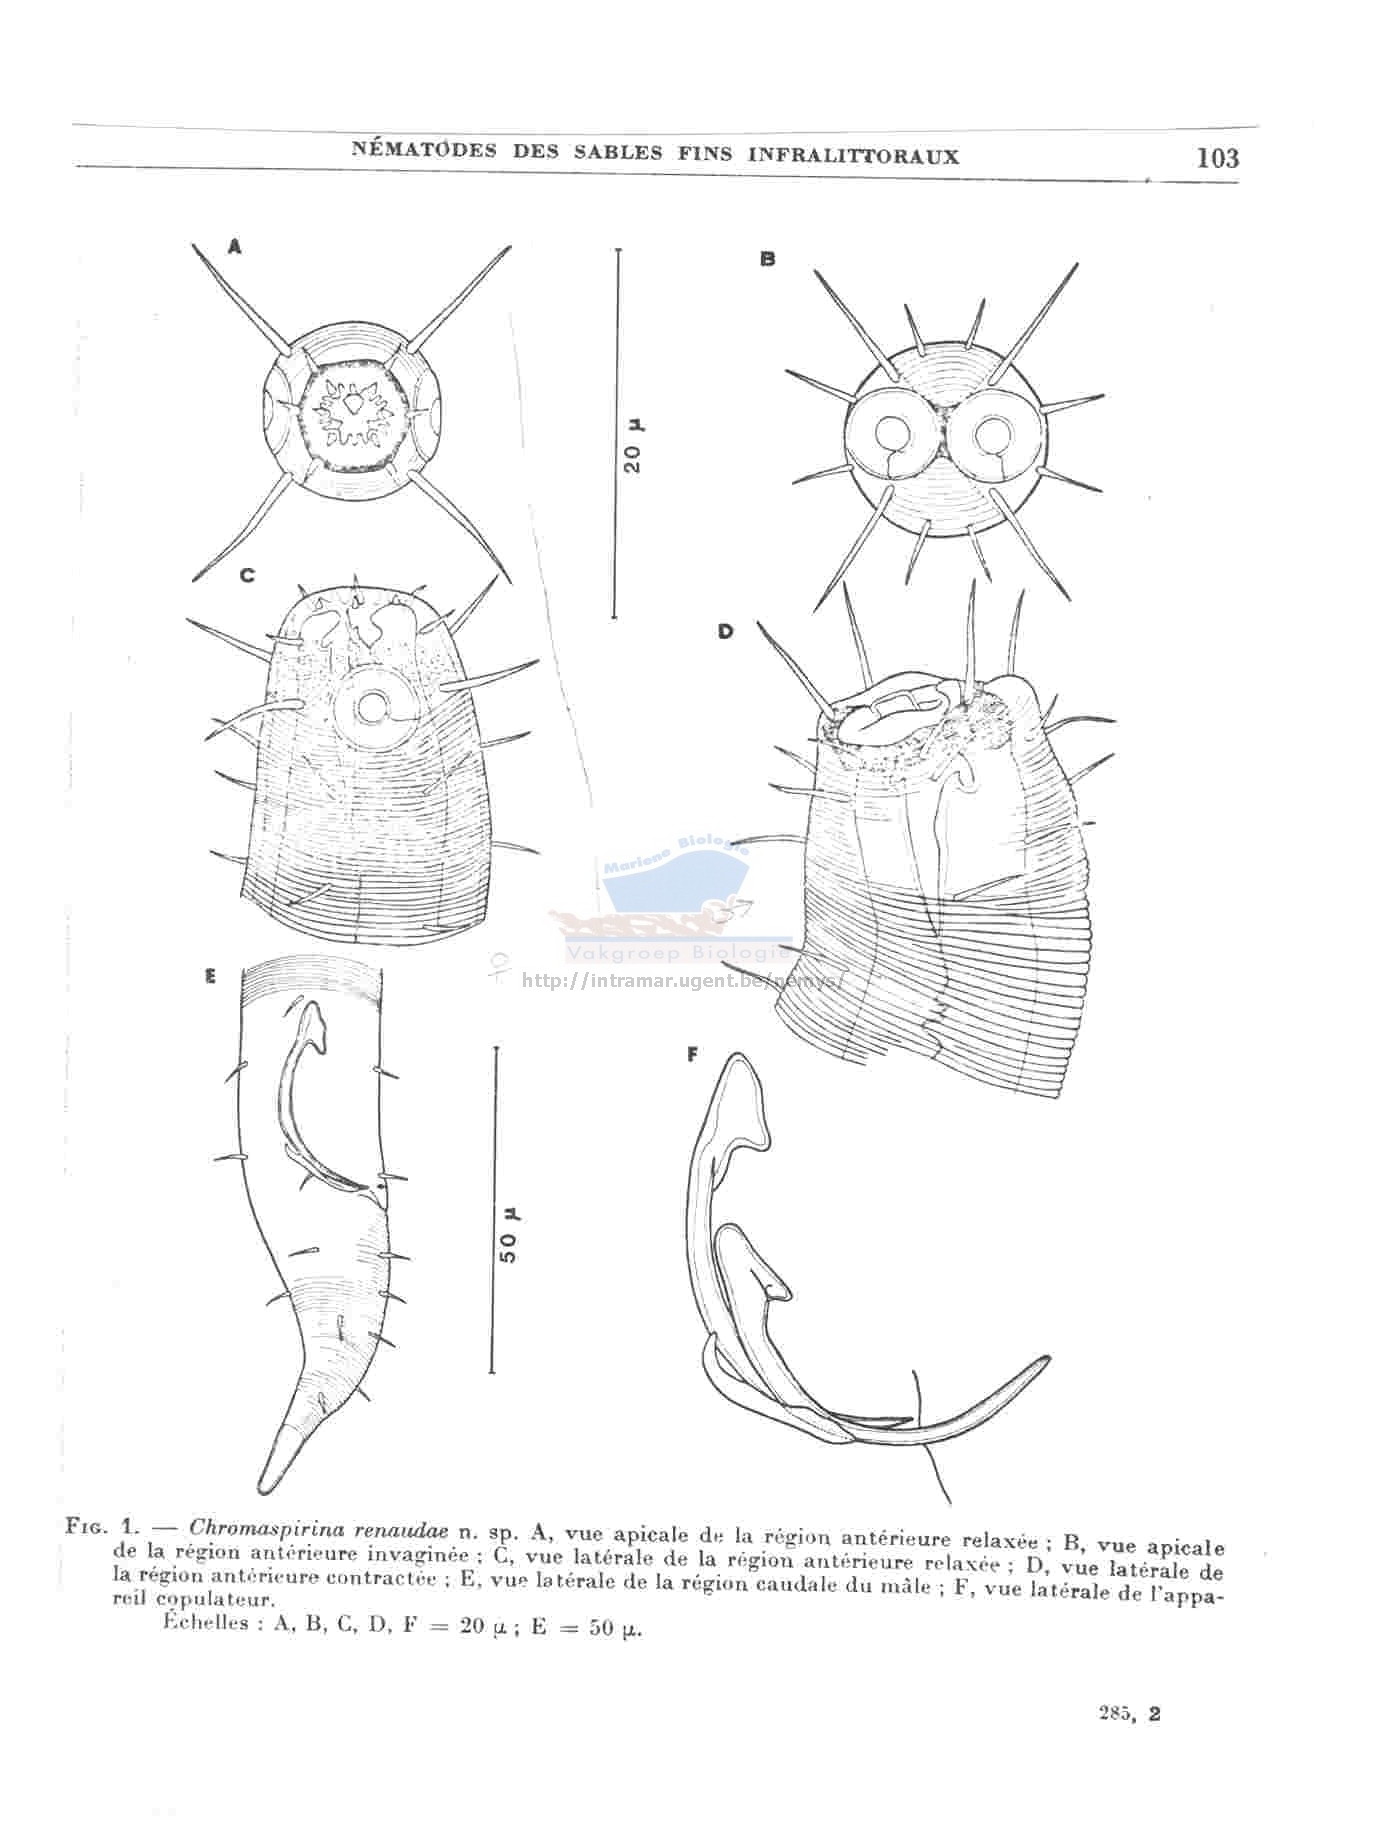 NÉMATODES DES SABLES FINS INFRALITTORAUX 103
A
B
20 µ
C
D
Mariene Biologie
Vakgroep Biologie
http://intramar.ugent.be/nemys/
E
F
50 µ
FIG. 1. — Chromaspirina renaudae n. sp. A, vue apicale de la région antérieure relaxée ; B, vue apicale
de la région antérieure invaginée ; C, vue latérale de la région antérieure relaxée ; D, vue latérale de
la région antérieure contractée ; E, vue latérale de la région caudale du mâle ; F, vue latérale de l'appa-
reil copulateur.
Échelles : A, B, C, D, F = 20 µ ; E = 50 µ.
285, 2